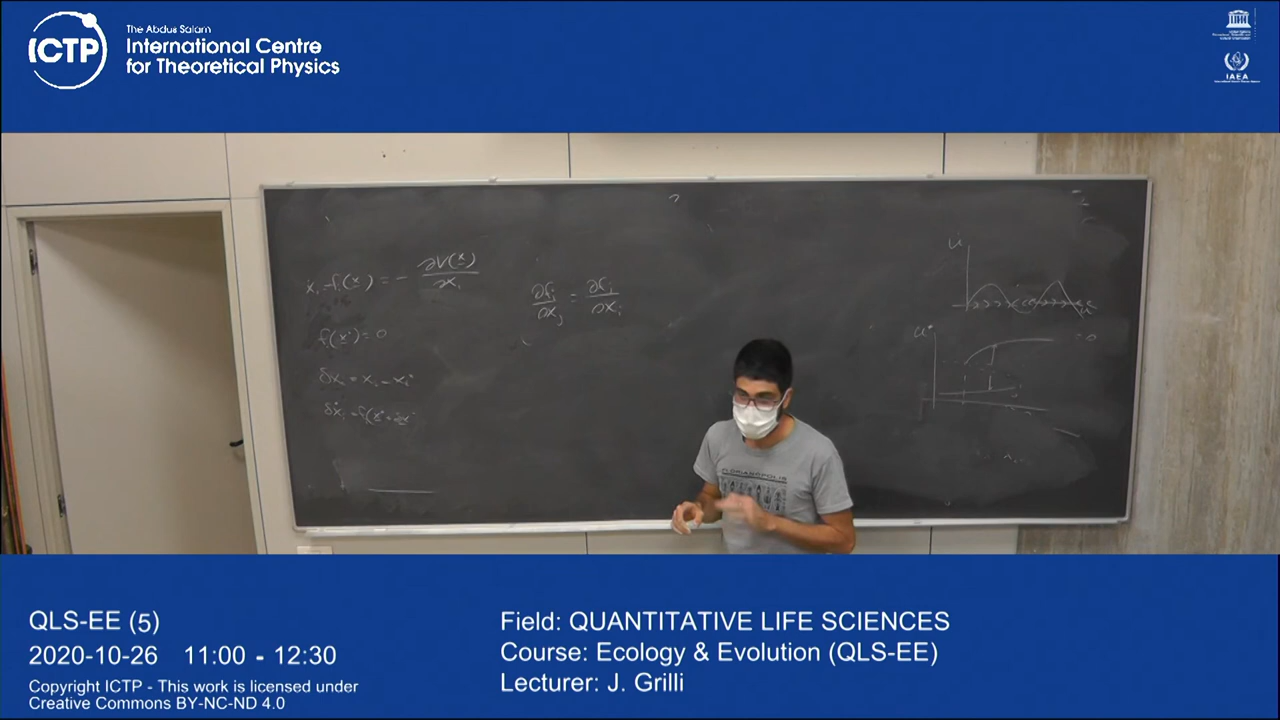 ICTP
The Abdus Salam
International Centre
for Theoretical Physics
IAEA
ẋᵢ=fᵢ(x) = - ∂V(x)/∂xᵢ
∂fᵢ/∂xⱼ = ∂fⱼ/∂xᵢ
f(x*)=0
δxᵢ = xᵢ - xᵢ*
FLORIANOPOLIS
QLS-EE (5)
2020-10-26 11:00 - 12:30
Copyright ICTP - This work is licensed under
Creative Commons BY-NC-ND 4.0
Field: QUANTITATIVE LIFE SCIENCES
Course: Ecology & Evolution (QLS-EE)
Lecturer: J. Grilli